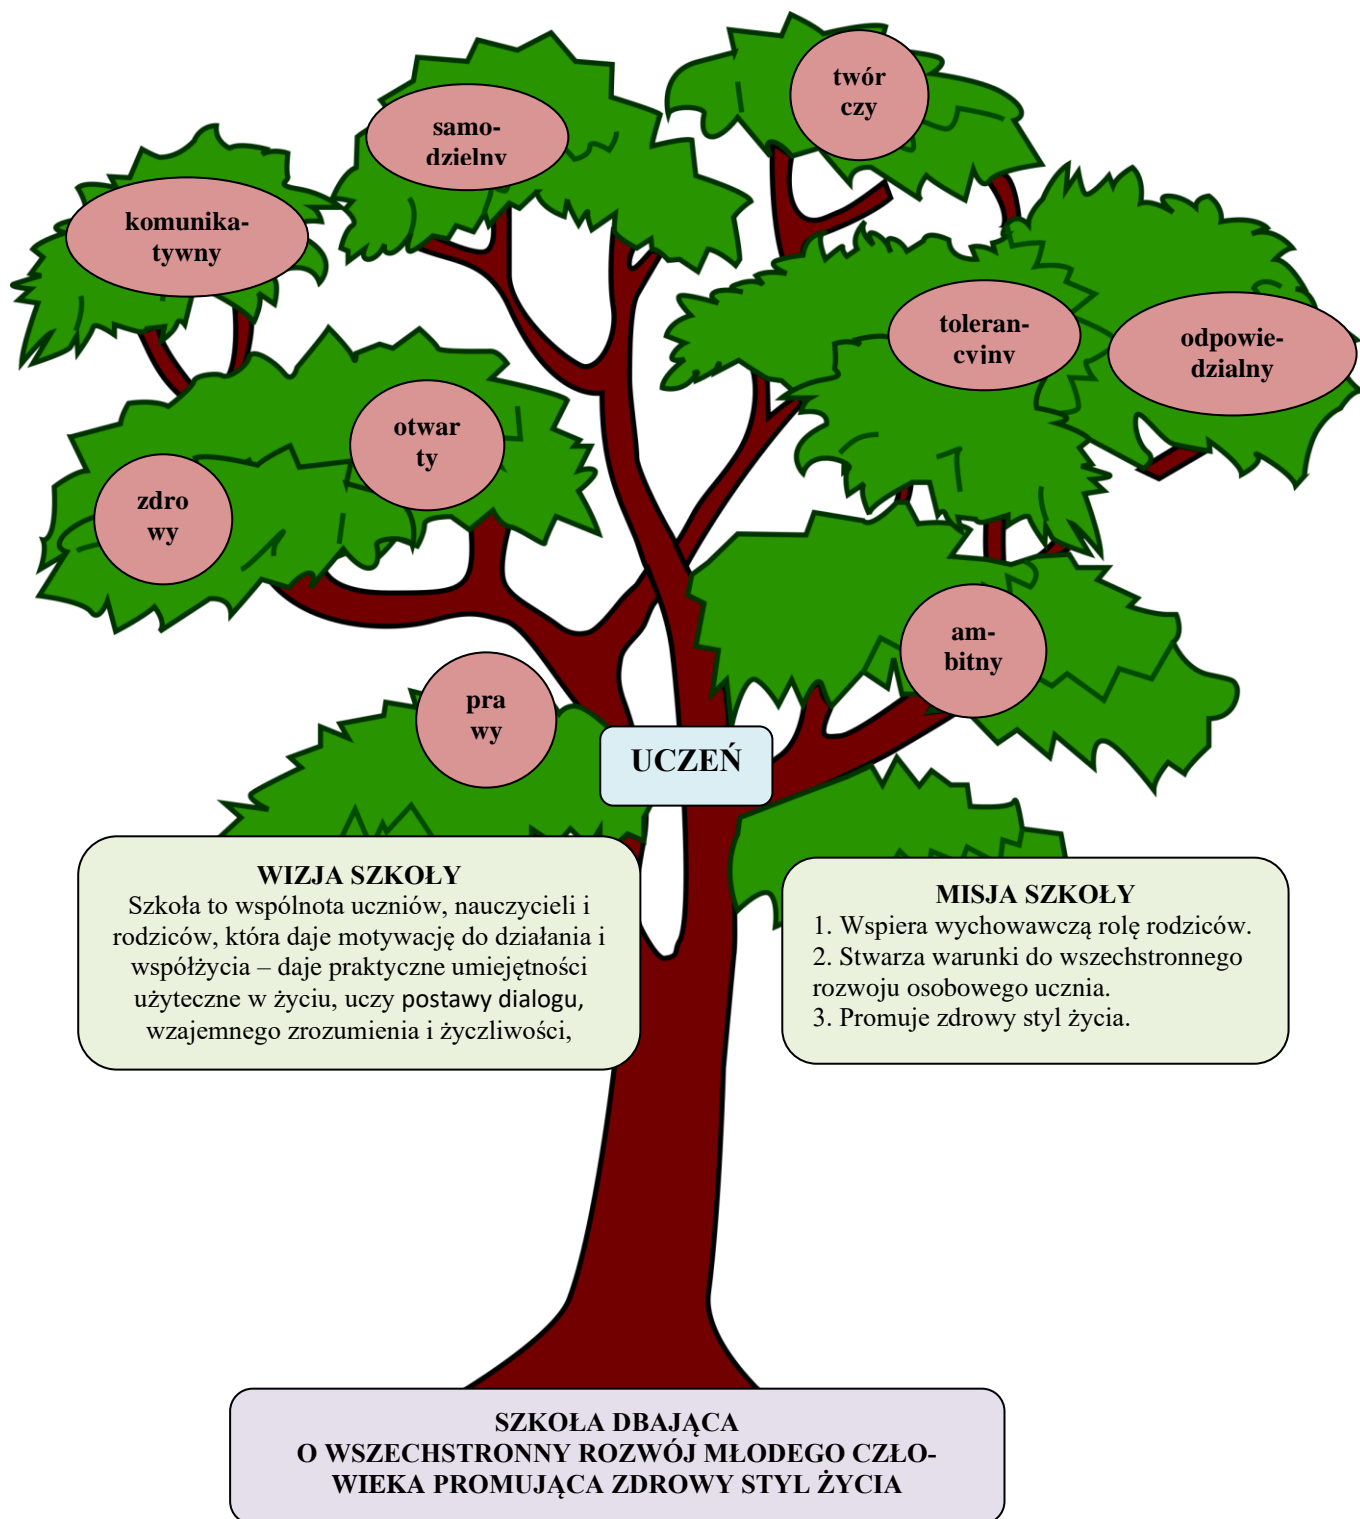 twór
czy
samo-
dzielny
komunika-
tywny
toleran-
cyjny
odpowie-
dzialny
otwar
ty
zdro
wy
am-
bitny
pra
wy
UCZEŃ
WIZJA SZKOŁY
Szkoła to wspólnota uczniów, nauczycieli i
rodziców, która daje motywację do działania i
współżycia – daje praktyczne umiejętności
użyteczne w życiu, uczy postawy dialogu,
wzajemnego zrozumienia i życzliwości,
MISJA SZKOŁY
1. Wspiera wychowawczą rolę rodziców.
2. Stwarza warunki do wszechstronnego
rozwoju osobowego ucznia.
3. Promuje zdrowy styl życia.
SZKOŁA DBAJĄCA
O WSZECHSTRONNY ROZWÓJ MŁODEGO CZŁO-
WIEKA PROMUJĄCA ZDROWY STYL ŻYCIA